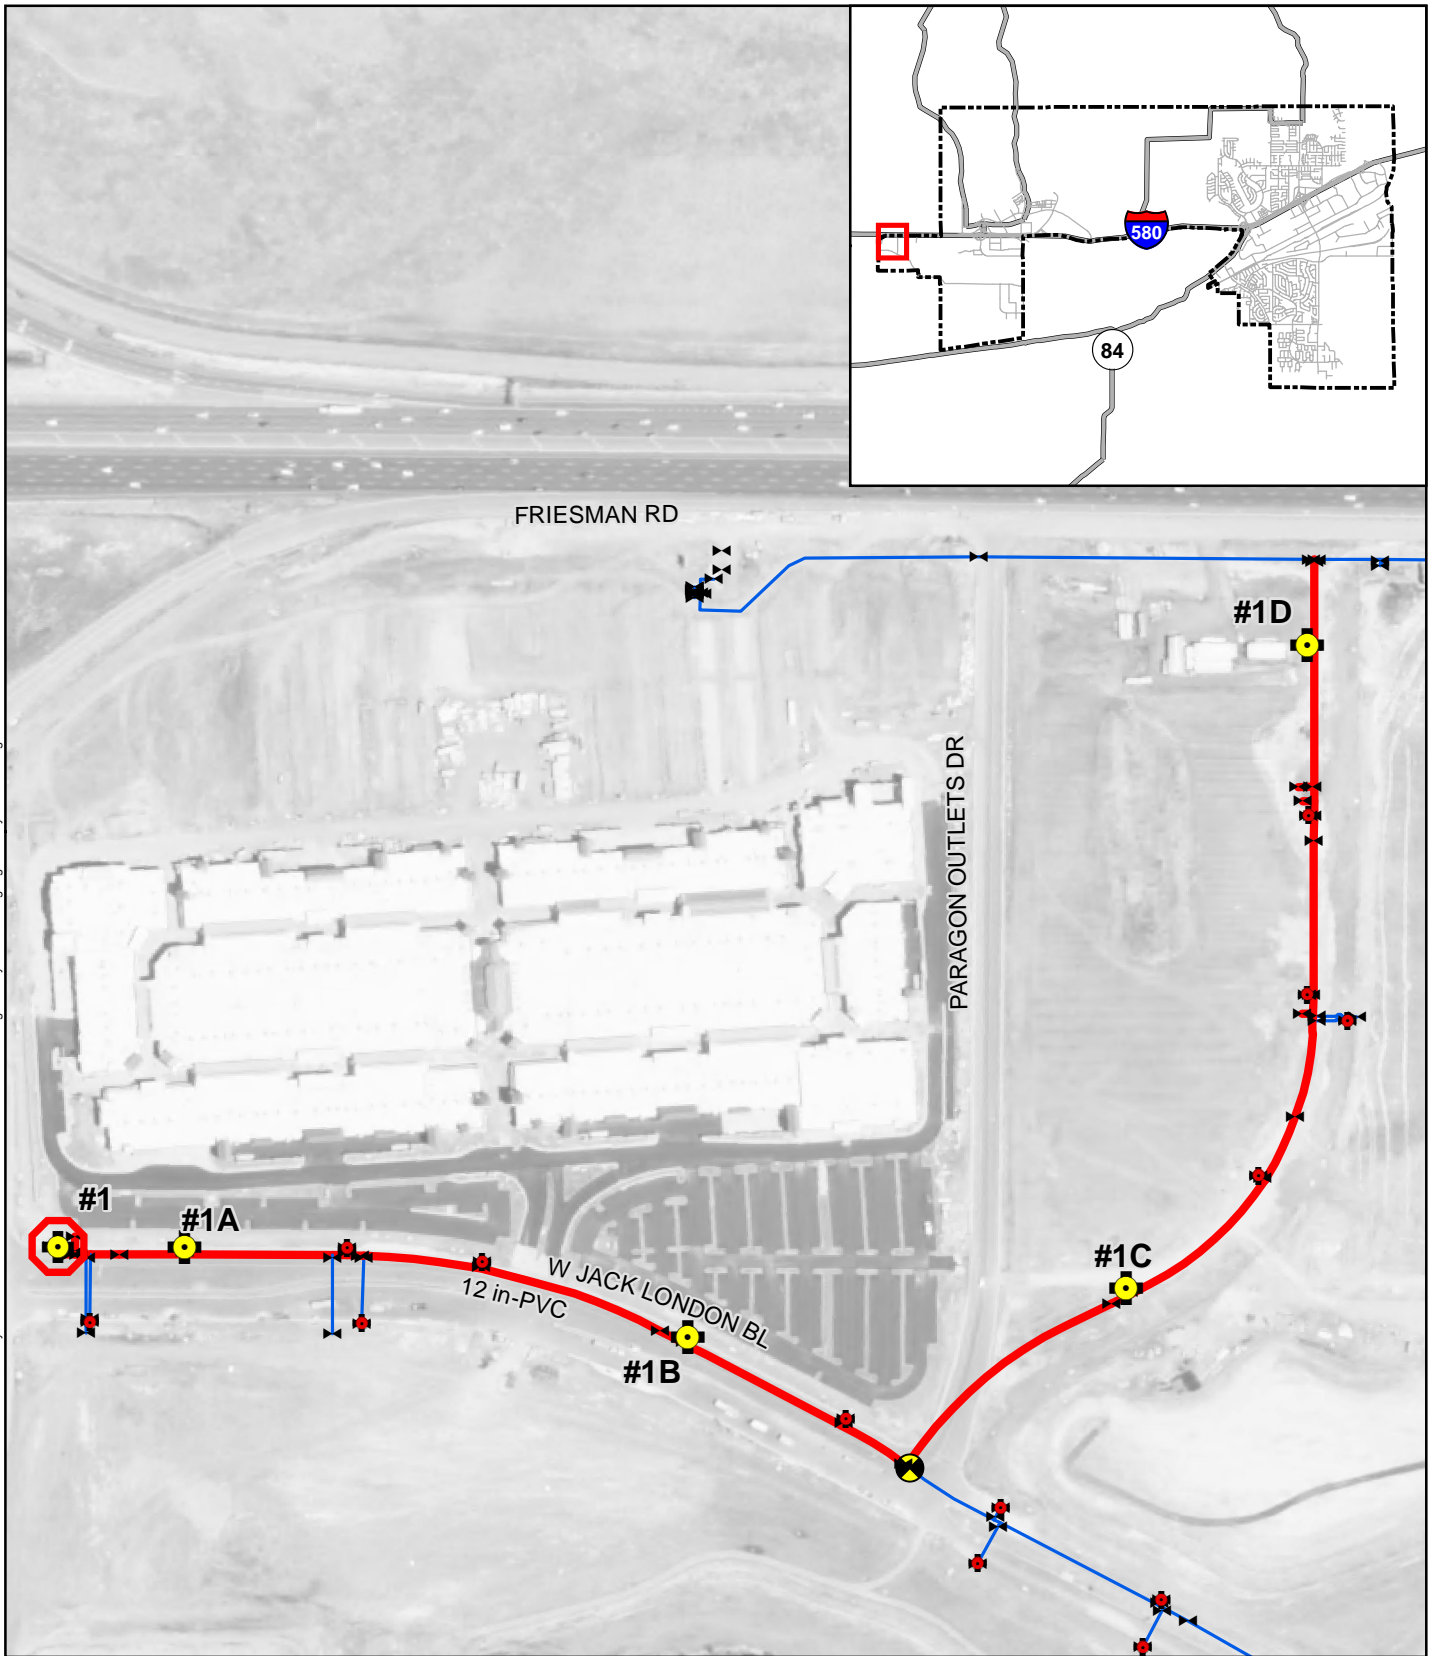 580
84
FRIESMAN RD
#1D
PARAGON OUTLETS DR
#1
#1A
#1C
W JACK LONDON BL
12 in-PVC
#1B